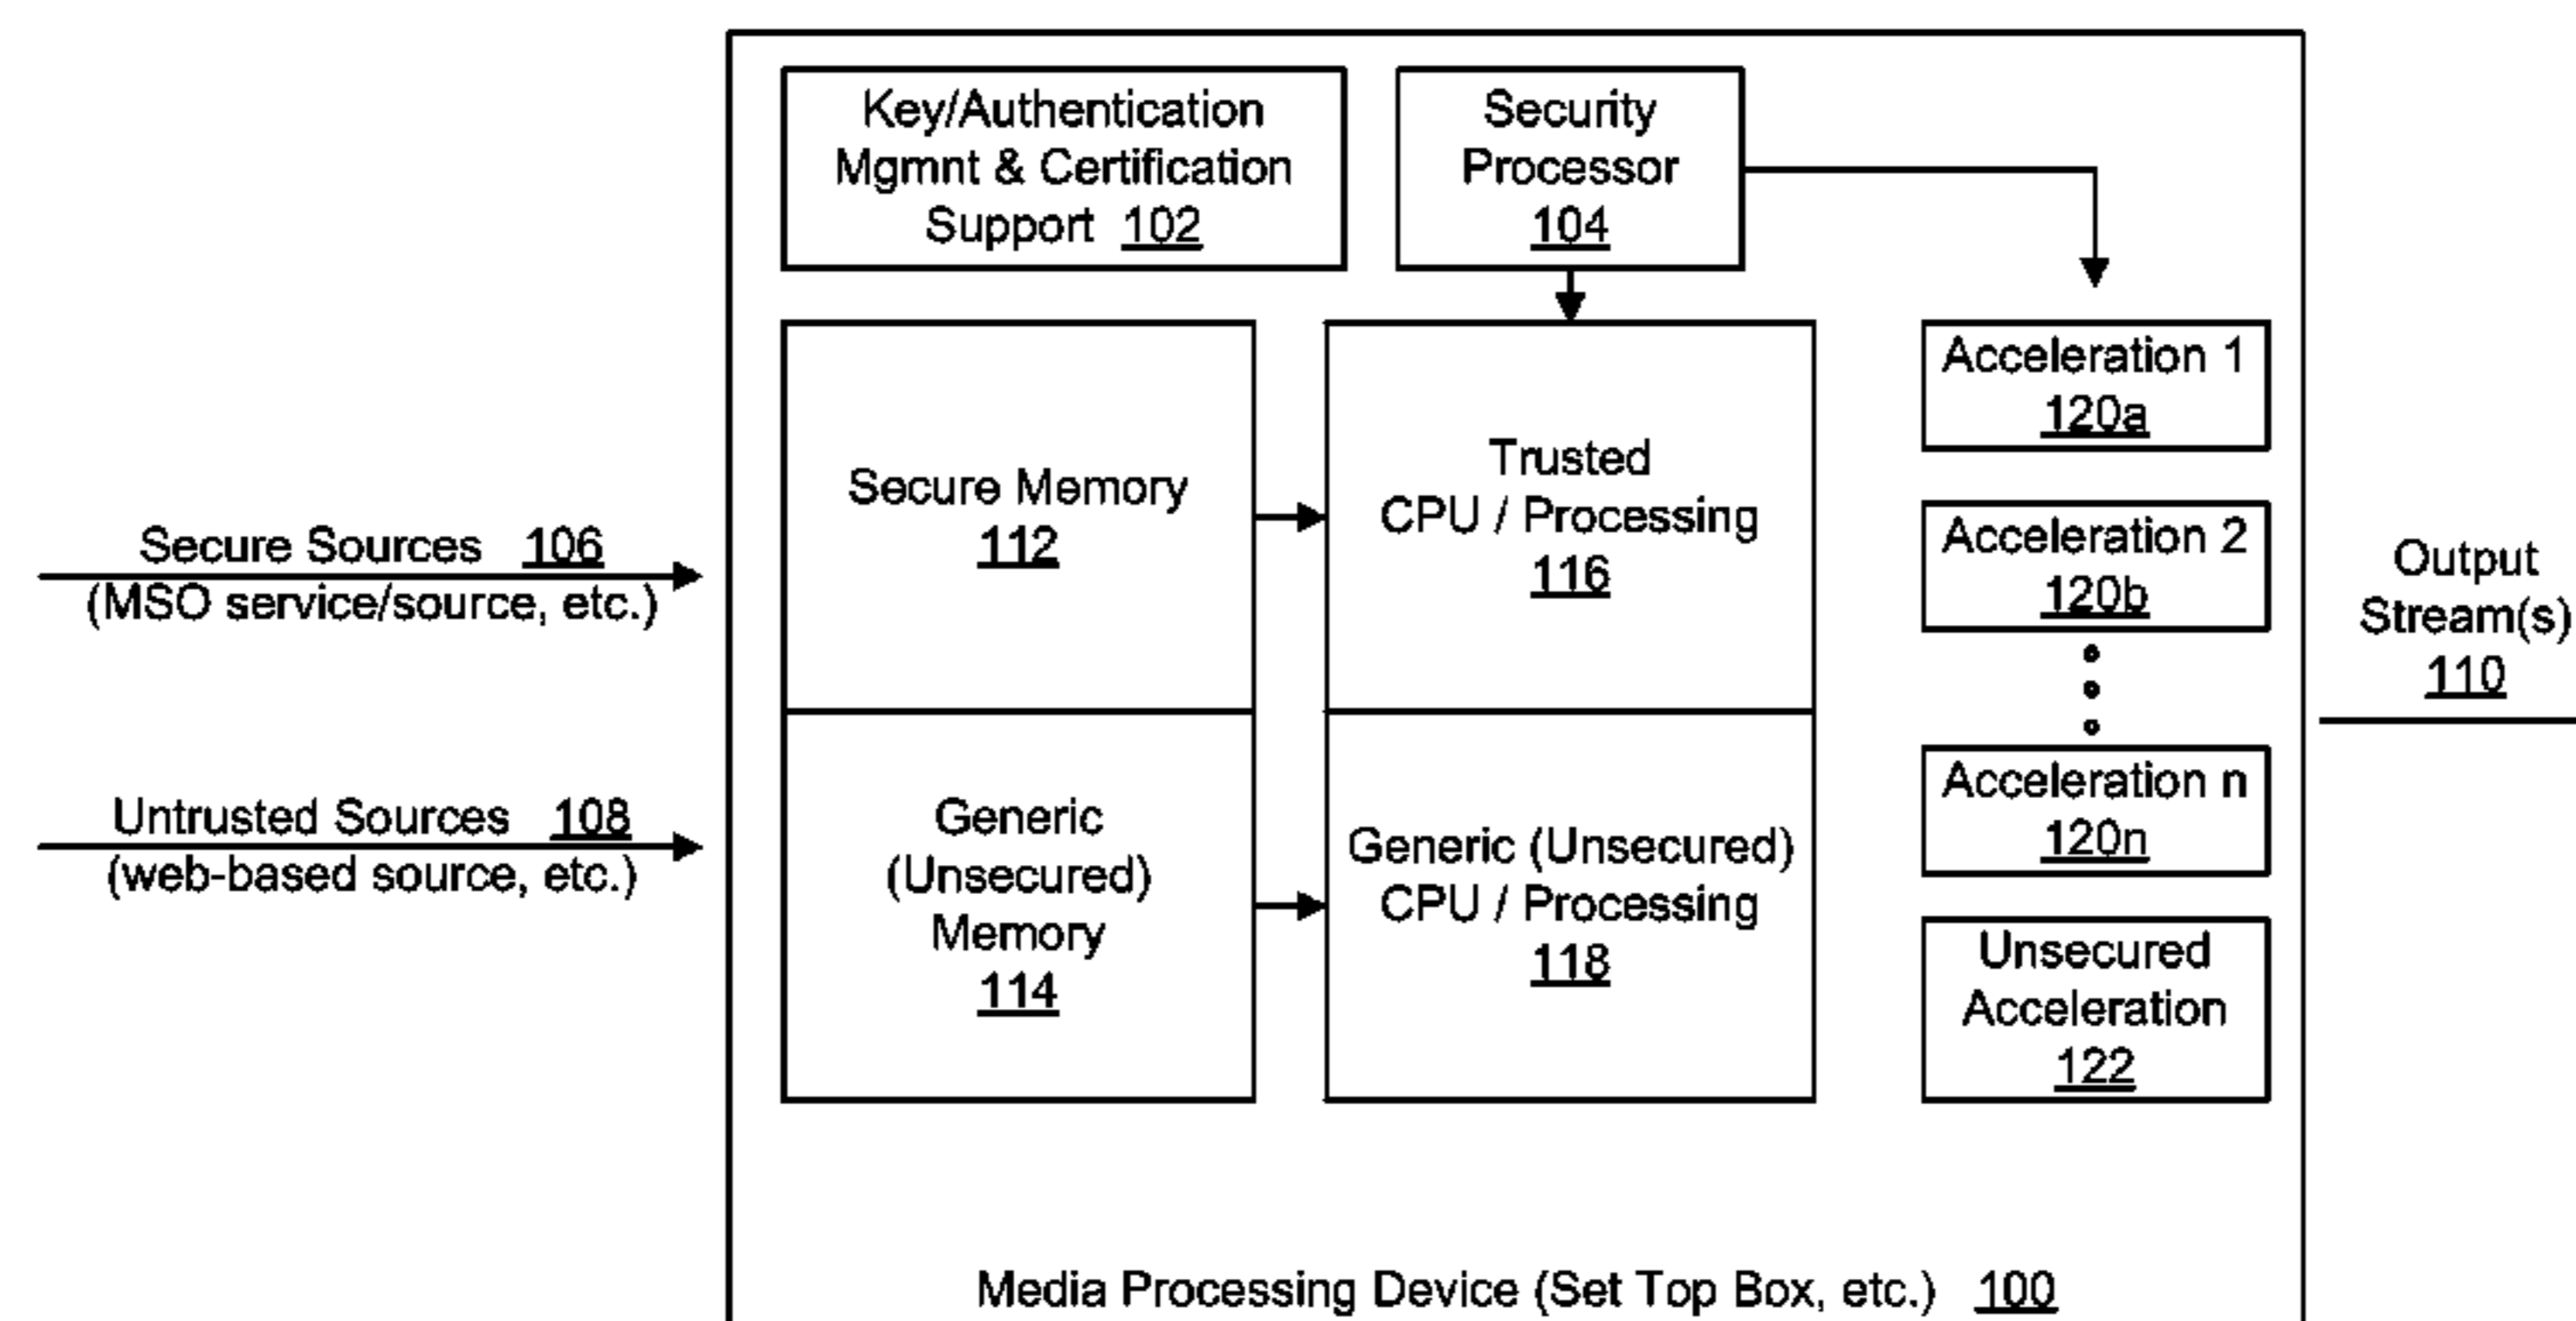 Key/Authentication
Mgmnt & Certification
Support 102
Security
Processor
104
Secure Sources 106
(MSO service/source, etc.)
Untrusted Sources 108
(web-based source, etc.)
Secure Memory
112
Generic
(Unsecured)
Memory
114
Trusted
CPU / Processing
116
Generic (Unsecured)
CPU / Processing
118
Acceleration 1
120a
Acceleration 2
120b
Acceleration n
120n
Unsecured
Acceleration
122
Output
Stream(s)
110
Media Processing Device (Set Top Box, etc.) 100